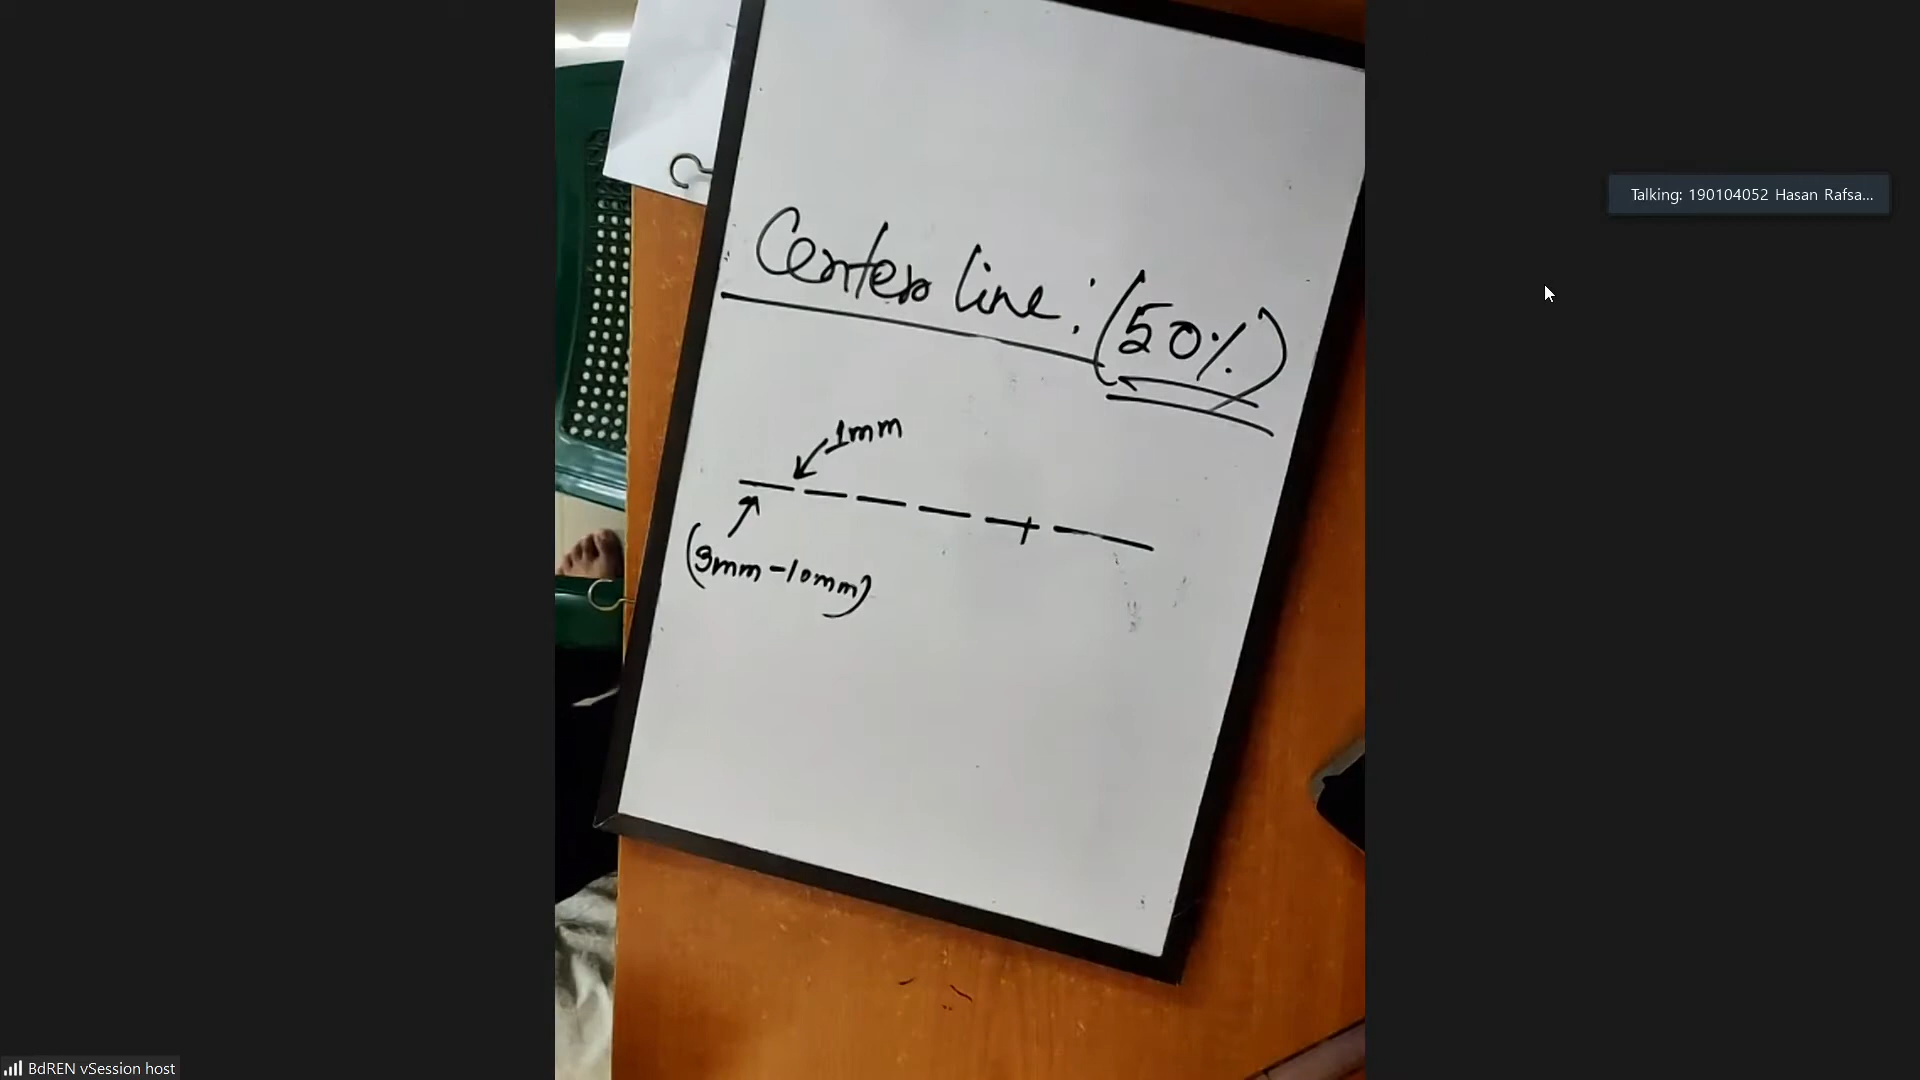 Center line: (50%)
1mm
(9mm-10mm)
Talking: 190104052 Hasan Rafsa...
BdREN vSession host